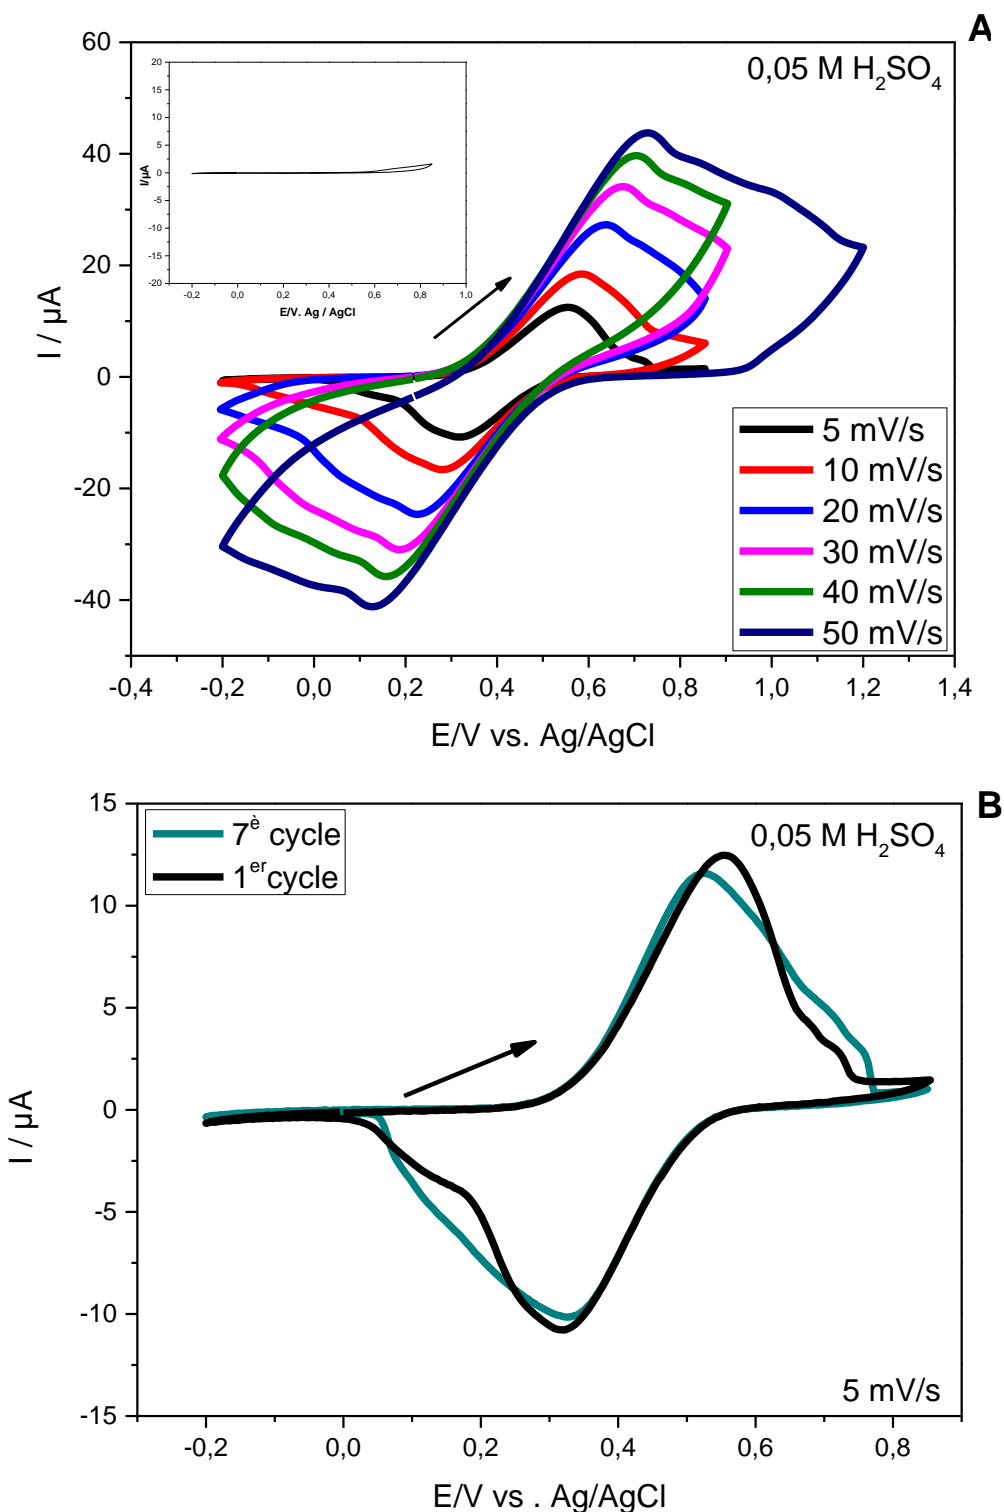 A
60
40
20
0
-20
-40
I / µA
0,05 M H₂SO₄
20
15
10
5
0
-5
-10
-15
-20
I/µA
-0,2 0,0 0,2 0,4 0,6 0,8 1,0
E/V. Ag / AgCl
5 mV/s
10 mV/s
20 mV/s
30 mV/s
40 mV/s
50 mV/s
-0,4 -0,2 0,0 0,2 0,4 0,6 0,8 1,0 1,2 1,4
E/V vs. Ag/AgCl
B
15
10
5
0
-5
-10
-15
I / µA
7è cycle
1er cycle
0,05 M H₂SO₄
5 mV/s
-0,2 0,0 0,2 0,4 0,6 0,8
E/V vs . Ag/AgCl